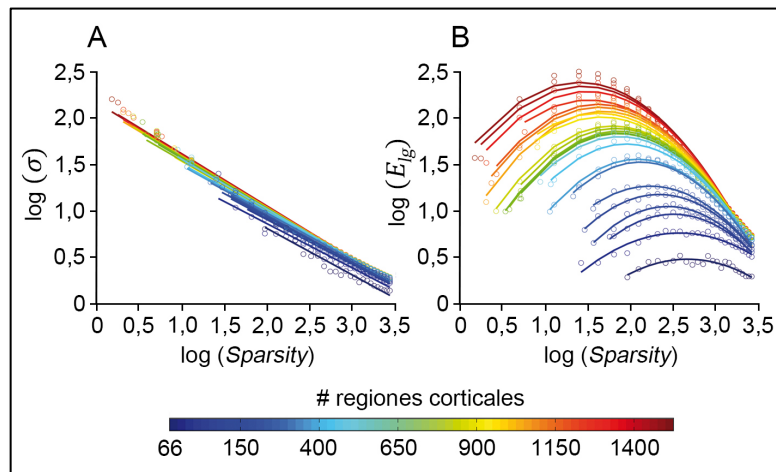 A
B
2,5
2,0
1,5
1,0
0,5
0
log (σ)
0 0,5 1,0 1,5 2,0 2,5 3,0 3,5
log (Sparsity)
2,5
2,0
1,5
1,0
0,5
0
log (E_lg)
0 0,5 1,0 1,5 2,0 2,5 3,0 3,5
log (Sparsity)
# regiones corticales
66 150 400 650 900 1150 1400